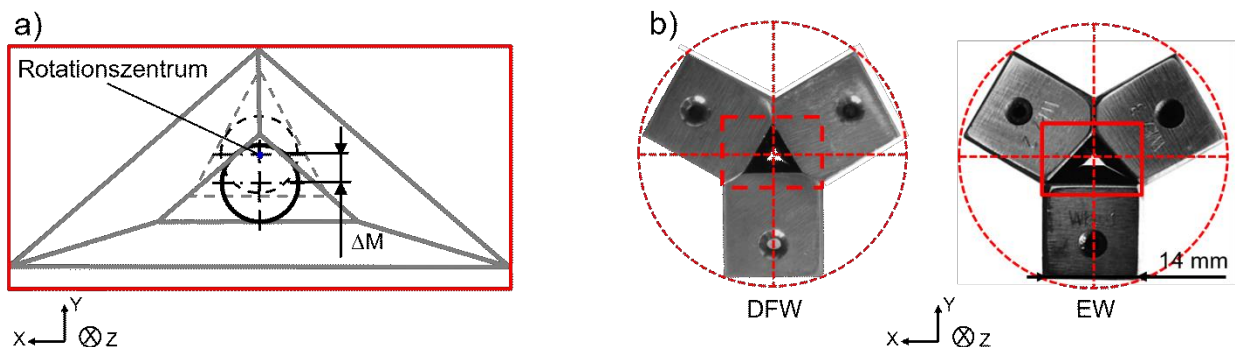 a)
Rotationszentrum
ΔM
Y
X
Z
b)
14 mm
DFW
EW
Y
X
Z